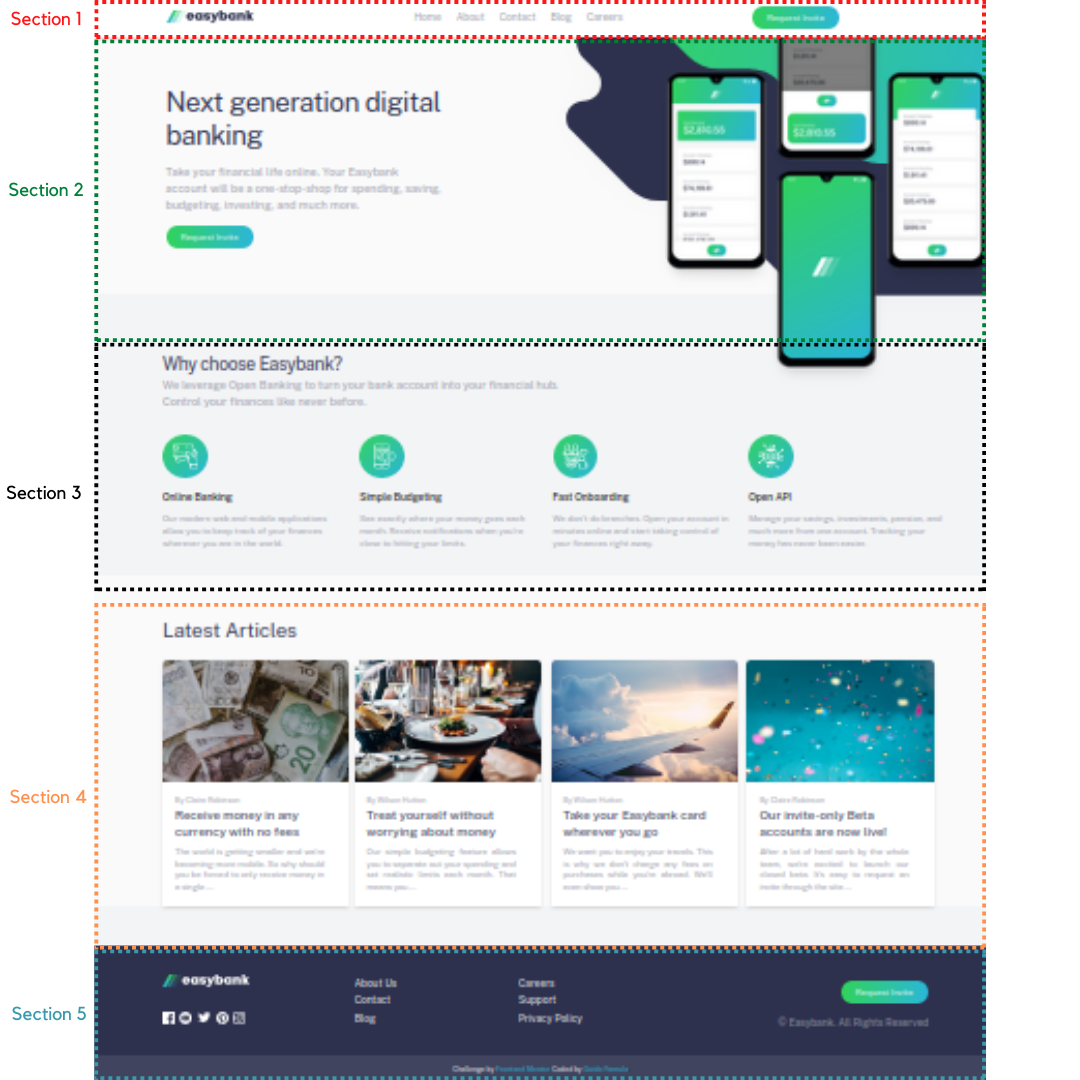 Section 1
easybank
Home About Contact Blog Careers
Request Invite
Section 2
Next generation digital
banking
Take your financial life online. Your Easybank
account will be a one-stop-shop for spending, saving,
budgeting, investing, and much more.
Request Invite
$2,810.55
$2,810.55
Section 3
Why choose Easybank?
We leverage Open Banking to turn your bank account into your financial hub.
Control your finances like never before.
Online Banking
Our modern web and mobile applications
allow you to keep track of your finances
wherever you are in the world.
Simple Budgeting
See exactly where your money goes each
month. Receive notifications when you're
close to hitting your limits.
Fast Onboarding
We don't do branches. Open your account in
minutes online and start taking control of
your finances right away.
Open API
Manage your savings, investments, pension, and
much more from one account. Tracking your
money has never been easier.
Section 4
Latest Articles
10
20
By Claire Robinson
Receive money in any
currency with no fees
The world is getting smaller and we're
becoming more mobile. So why should
you be forced to only receive money in
a single ...
By Wilson Hutton
Treat yourself without
worrying about money
Our simple budgeting feature allows
you to separate out your spending and
set realistic limits each month. That
means you ...
By Wilson Hutton
Take your Easybank card
wherever you go
We want you to enjoy your travels. This
is why we don't charge any fees on
purchases while you're abroad. We'll
even show you ...
By Claire Robinson
Our invite-only Beta
accounts are now live!
After a lot of hard work by the whole
team, we're excited to launch our
closed beta. It's easy to request an
invite through the site ...
Section 5
easybank
About Us
Contact
Blog
Careers
Support
Privacy Policy
Request Invite
© Easybank. All Rights Reserved
Challenge by Frontend Mentor Coded by